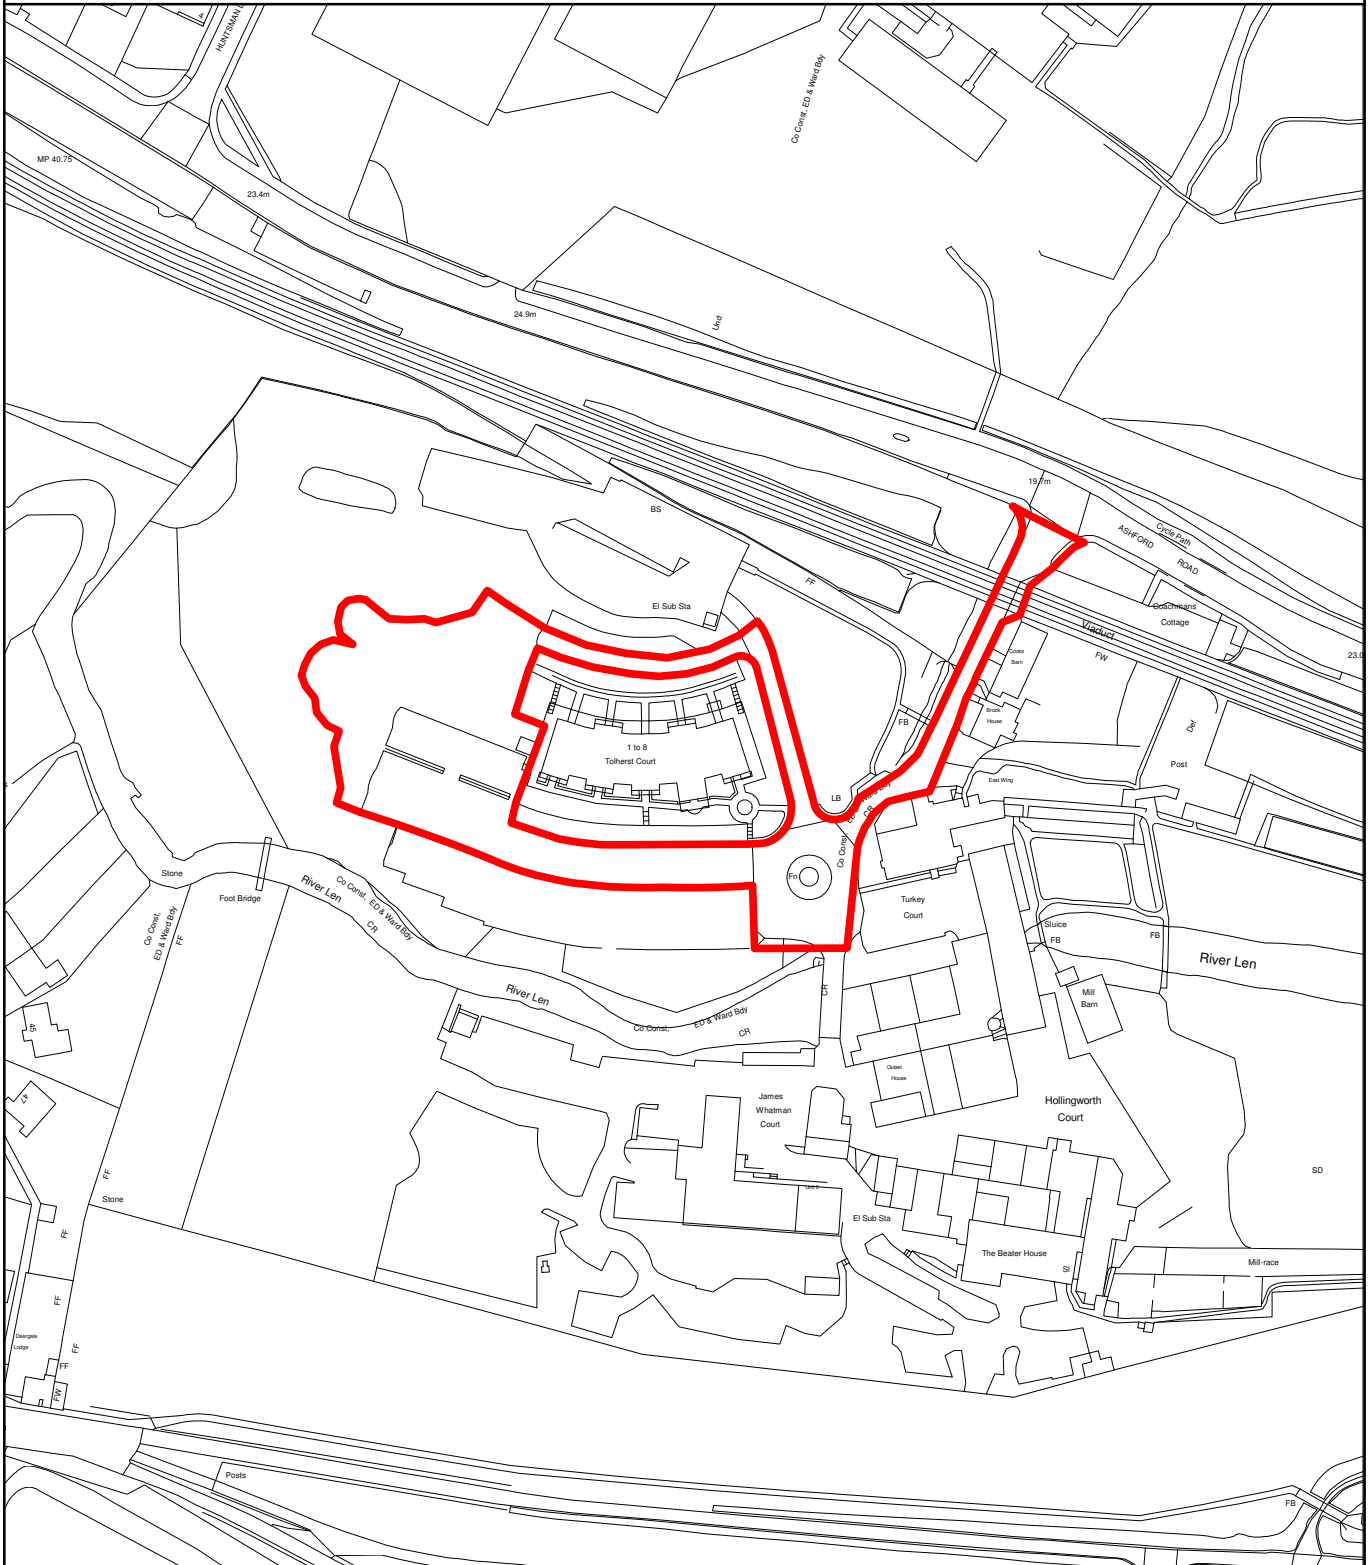 HUNTSMAN
MP 40.75
23.4m
Co Const, ED & Ward Bdy
24.9m
Und
19.7m
Cycle Path
ASHFORD
ROAD
BS
FF
El Sub Sta
Coachmans
Cottage
Viaduct
FW
23.0
Cooks
Barn
Brook
House
FB
Def
Post
1 to 8
Tolherst Court
East Wing
LB
Co Const,
ED & Ward Bdy
CR
Fn
Stone
Foot Bridge
River Len
Co Const, ED & Ward Bdy
CR
Co Const,
ED & Ward Bdy
FF
Turkey
Court
Sluice
FB
FB
River Len
Mill
Barn
River Len
Co Const,
ED & Ward Bdy
CR
CR
45
47
Outset
House
James
Whatman
Court
Hollingworth
Court
FF
Stone
SD
Unit 5
El Sub Sta
The Beater House
Sl
Mill-race
FF
FF
Deergate
Lodge
FF
FF
FW
Posts
FB